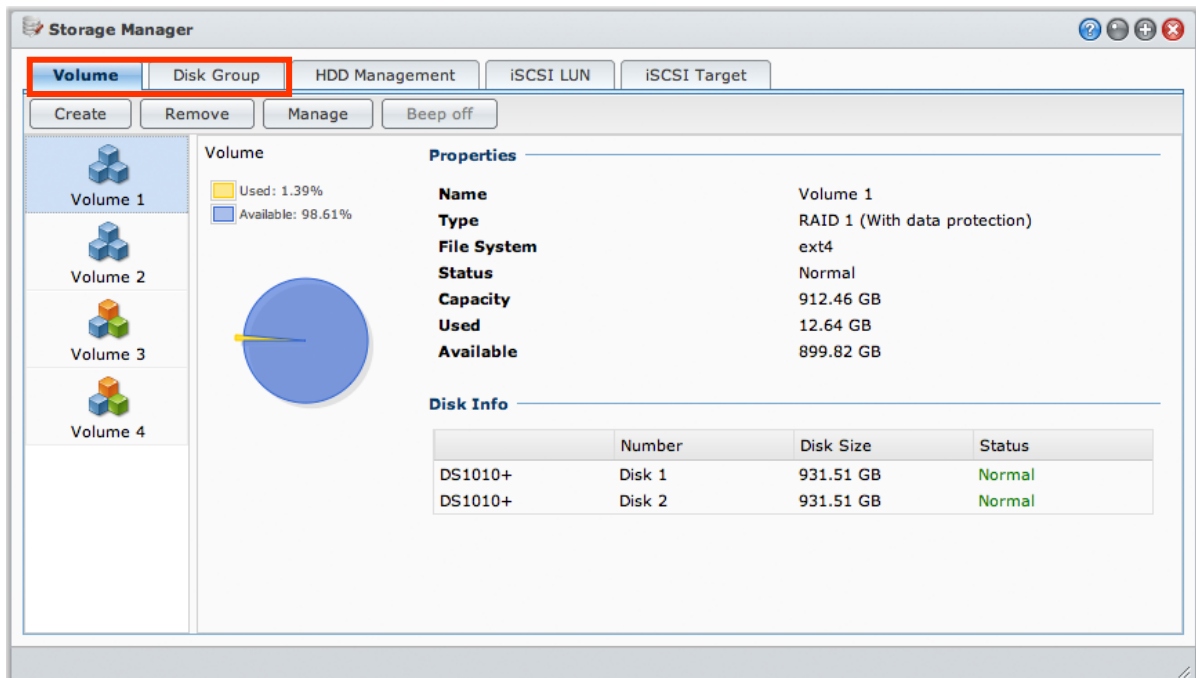 Storage Manager
Volume Disk Group HDD Management iSCSI LUN iSCSI Target
Create Remove Manage Beep off
Volume 1
Volume 2
Volume 3
Volume 4
Volume
Used: 1.39%
Available: 98.61%
Properties
Name Volume 1
Type RAID 1 (With data protection)
File System ext4
Status Normal
Capacity 912.46 GB
Used 12.64 GB
Available 899.82 GB
Disk Info
Number Disk Size Status
DS1010+ Disk 1 931.51 GB Normal
DS1010+ Disk 2 931.51 GB Normal